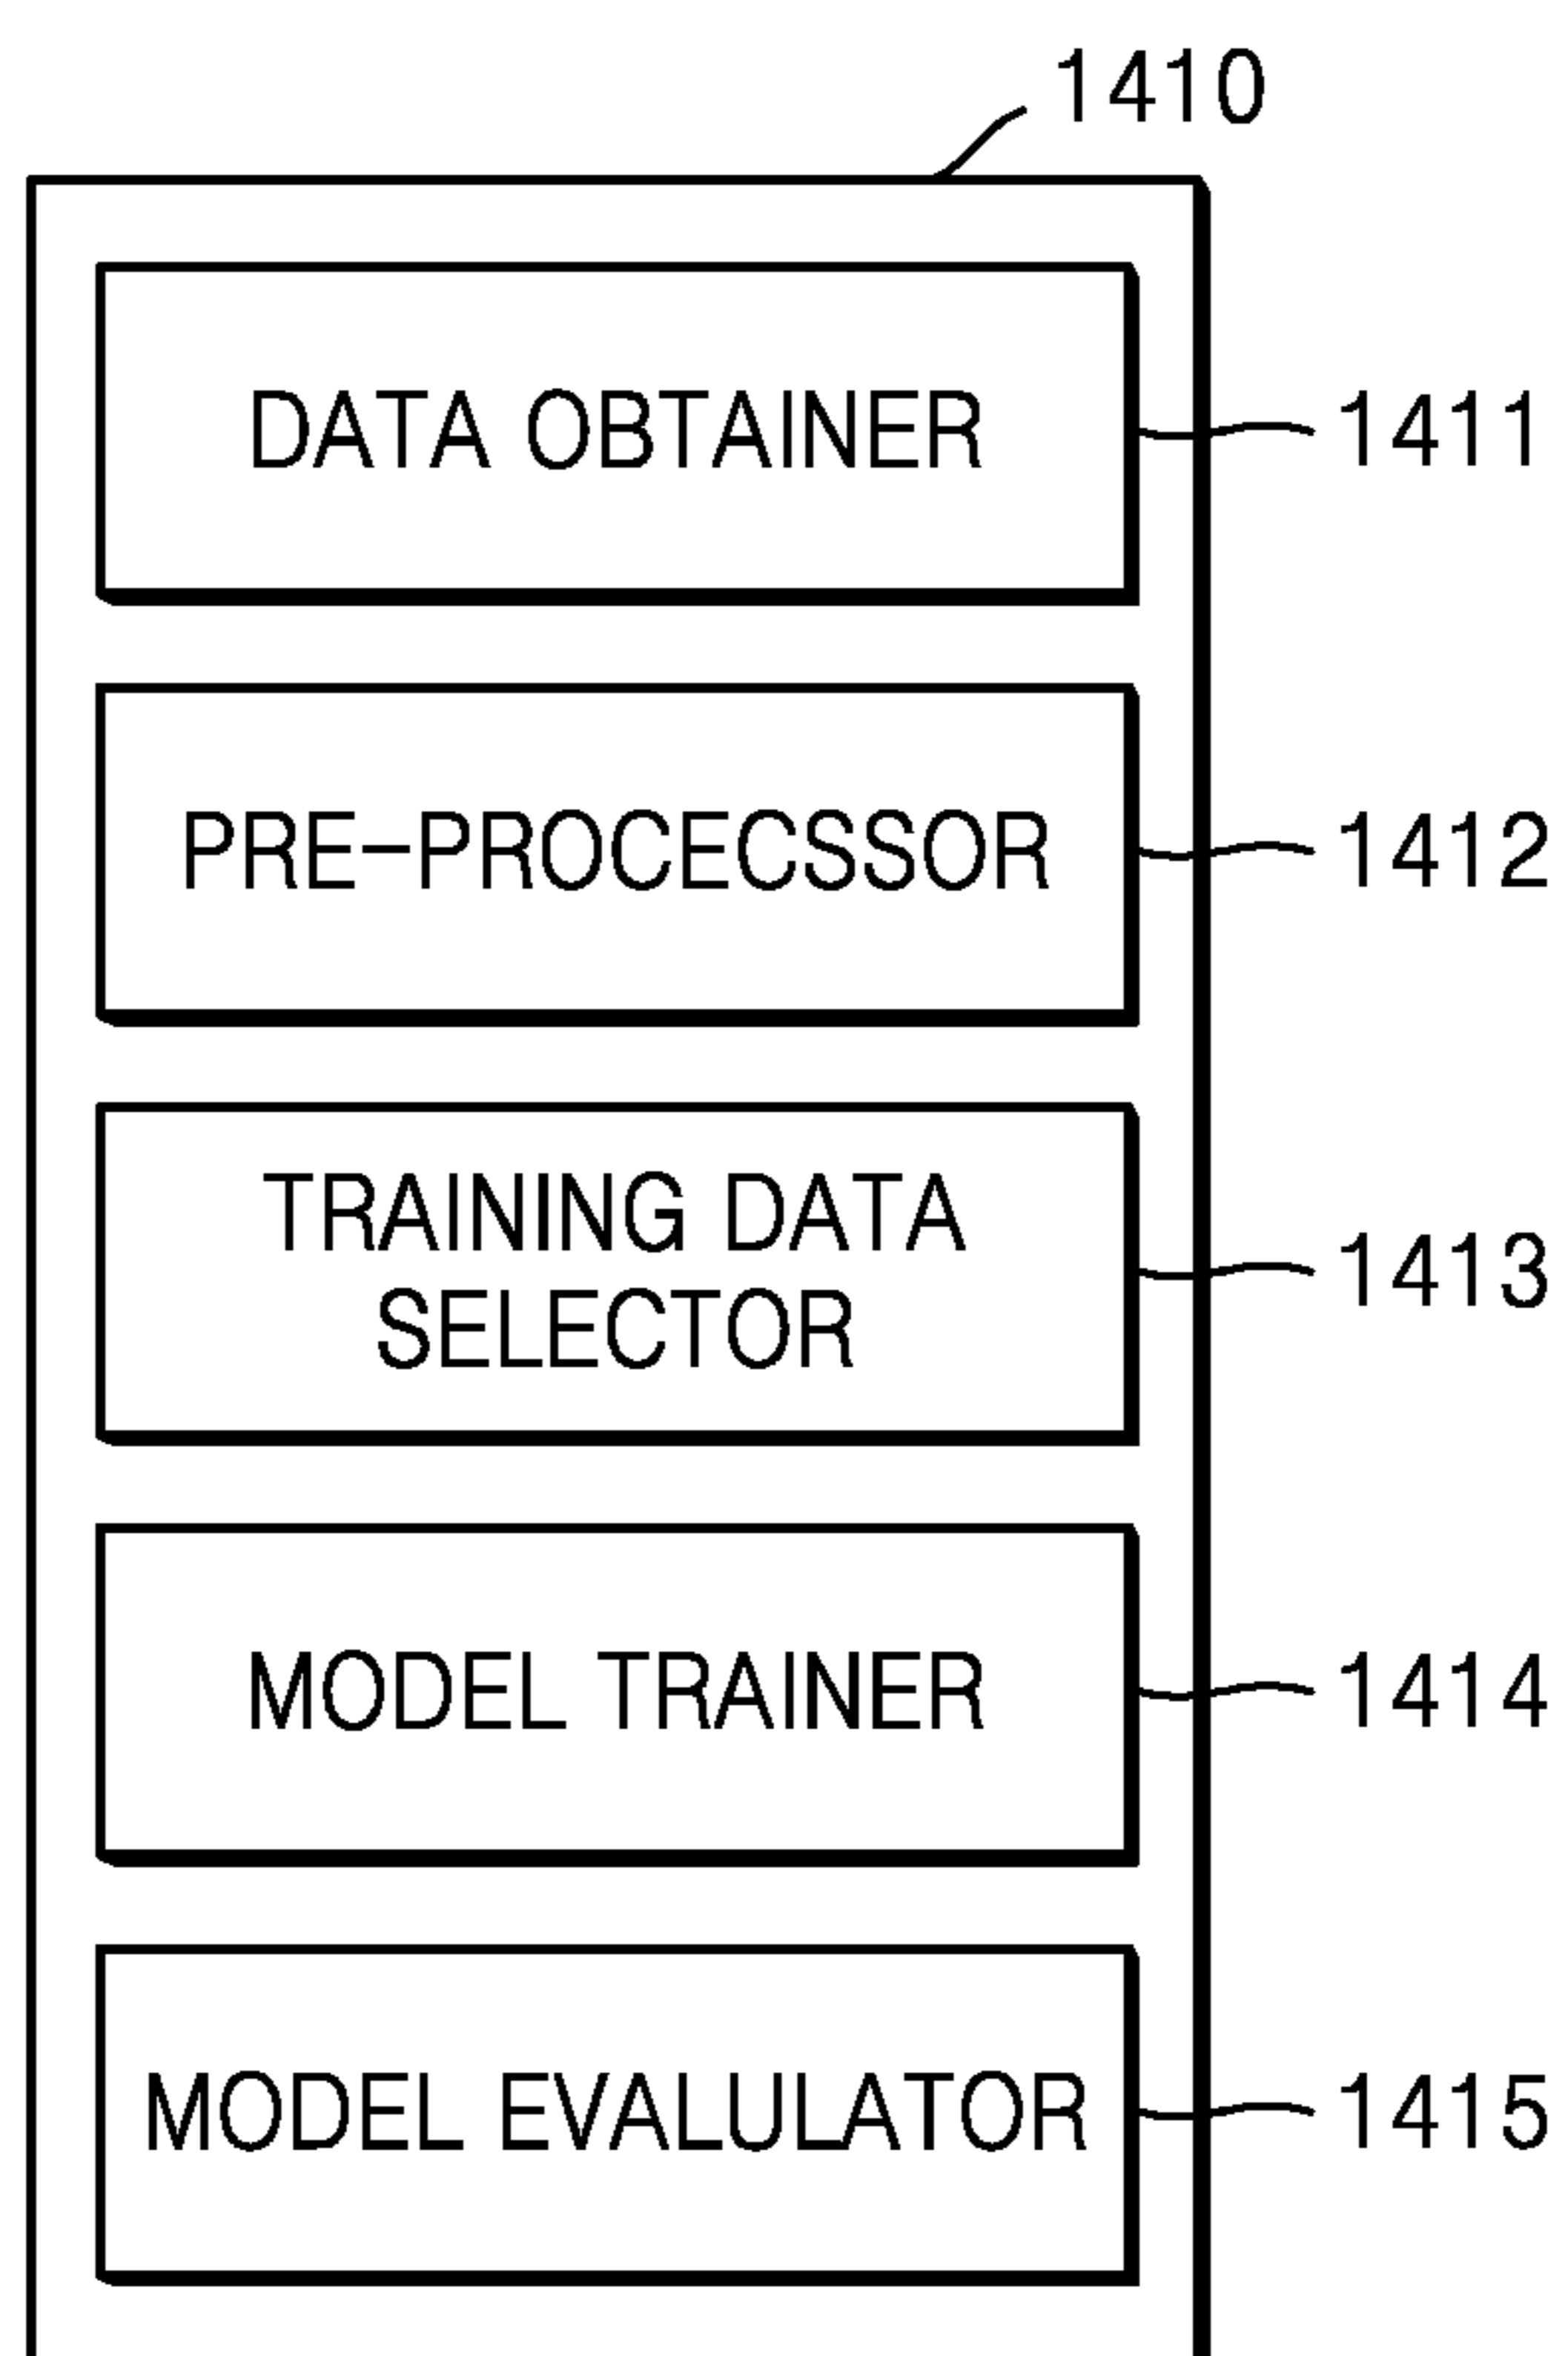 1410
DATA OBTAINER
1411
PRE-PROCECSSOR
1412
TRAINING DATA
SELECTOR
1413
MODEL TRAINER
1414
MODEL EVALULATOR
1415